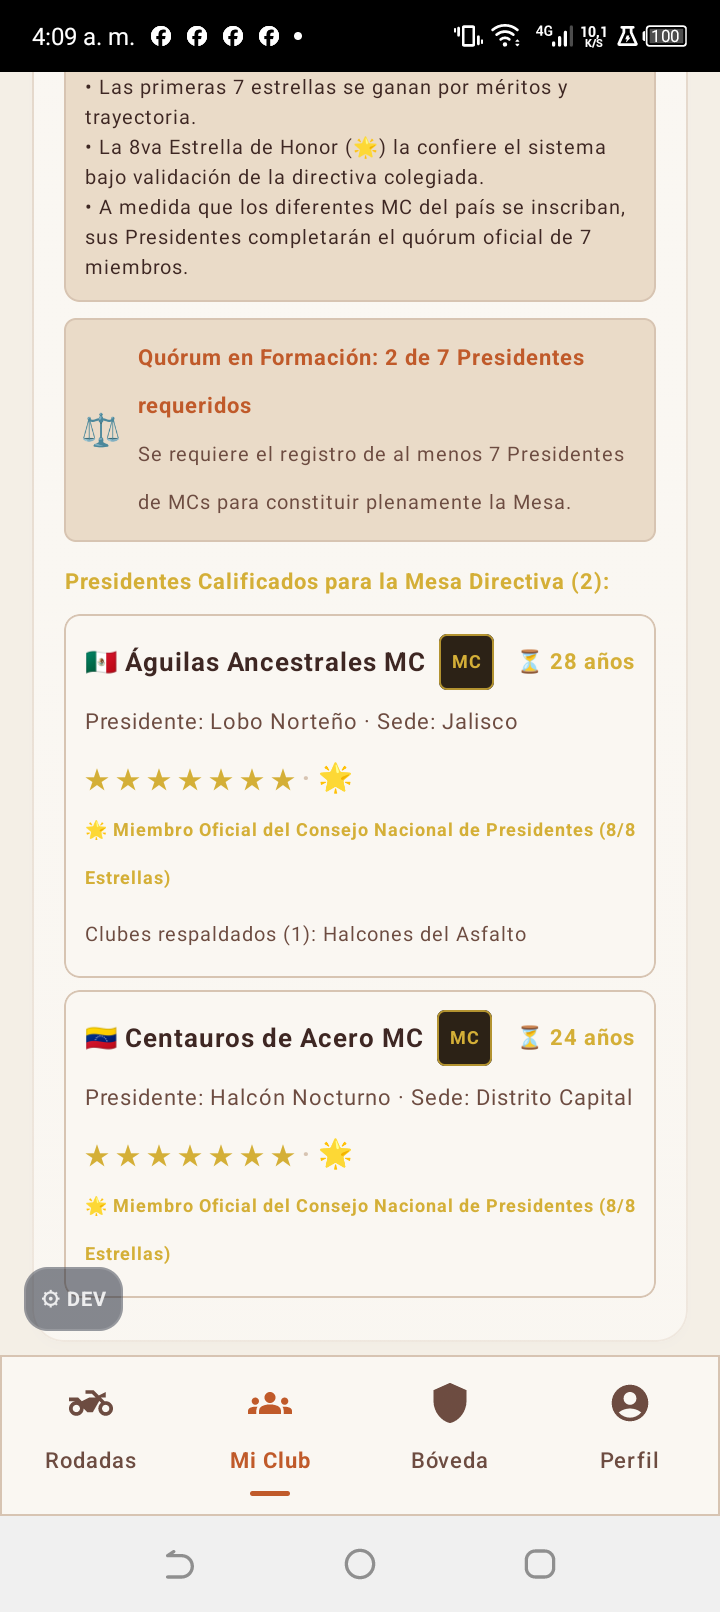 4:09 a. m.
4G
10,1
K/S
100
• Las primeras 7 estrellas se ganan por méritos y
trayectoria.
• La 8va Estrella de Honor (🌟) la confiere el sistema
bajo validación de la directiva colegiada.
• A medida que los diferentes MC del país se inscriban,
sus Presidentes completarán el quórum oficial de 7
miembros.
Quórum en Formación: 2 de 7 Presidentes
requeridos
Se requiere el registro de al menos 7 Presidentes
de MCs para constituir plenamente la Mesa.
Presidentes Calificados para la Mesa Directiva (2):
🇲🇽 Águilas Ancestrales MC MC ⏳ 28 años
Presidente: Lobo Norteño · Sede: Jalisco
★★★★★★★ · 🌟
🌟 Miembro Oficial del Consejo Nacional de Presidentes (8/8
Estrellas)
Clubes respaldados (1): Halcones del Asfalto
🇻🇪 Centauros de Acero MC MC ⏳ 24 años
Presidente: Halcón Nocturno · Sede: Distrito Capital
★★★★★★★ · 🌟
🌟 Miembro Oficial del Consejo Nacional de Presidentes (8/8
Estrellas)
⚙ DEV
Rodadas
Mi Club
Bóveda
Perfil